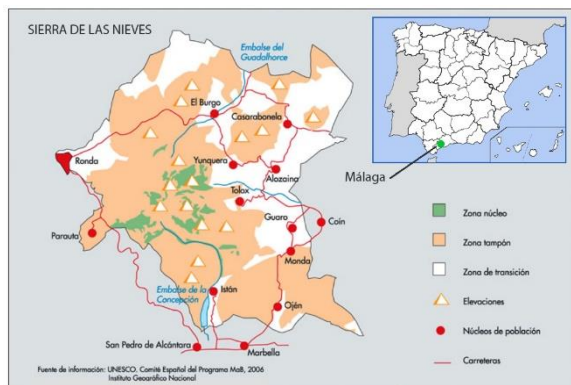 SIERRA DE LAS NIEVES
Embalse del
Guadalhorce
El Burgo
Casarabonela
Ronda
Yunquera
Alozaina
Tolox
Guaro
Coín
Parauta
Monda
Embalse de la
Concepción
Istán
Ojén
San Pedro de Alcántara
Marbella
Fuente de información: UNESCO. Comité Español del Programa MaB, 2006
Instituto Geográfico Nacional
Málaga
Zona núcleo
Zona tampón
Zona de transición
Elevaciones
Núcleos de población
Carreteras